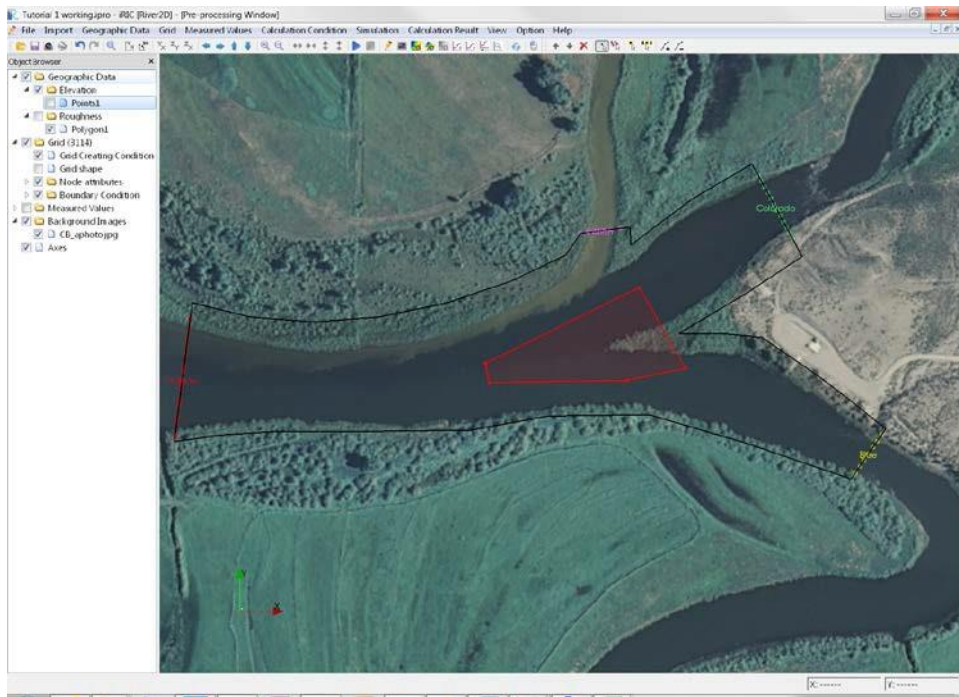 Tutorial 1 working.ipro - iRIC [River2D] - [Pre-processing Window]
File Import Geographic Data Grid Measured Values Calculation Condition Simulation Calculation Result View Option Help
Object Browser
Geographic Data
Elevation
Points1
Roughness
Polygon1
Grid (3114)
Grid Creating Condition
Grid shape
Node attributes
Boundary Condition
Measured Values
Background Images
CB_aphoto.jpg
Axes
Colorado
Blue
Y
X
X: ------
Y: ------